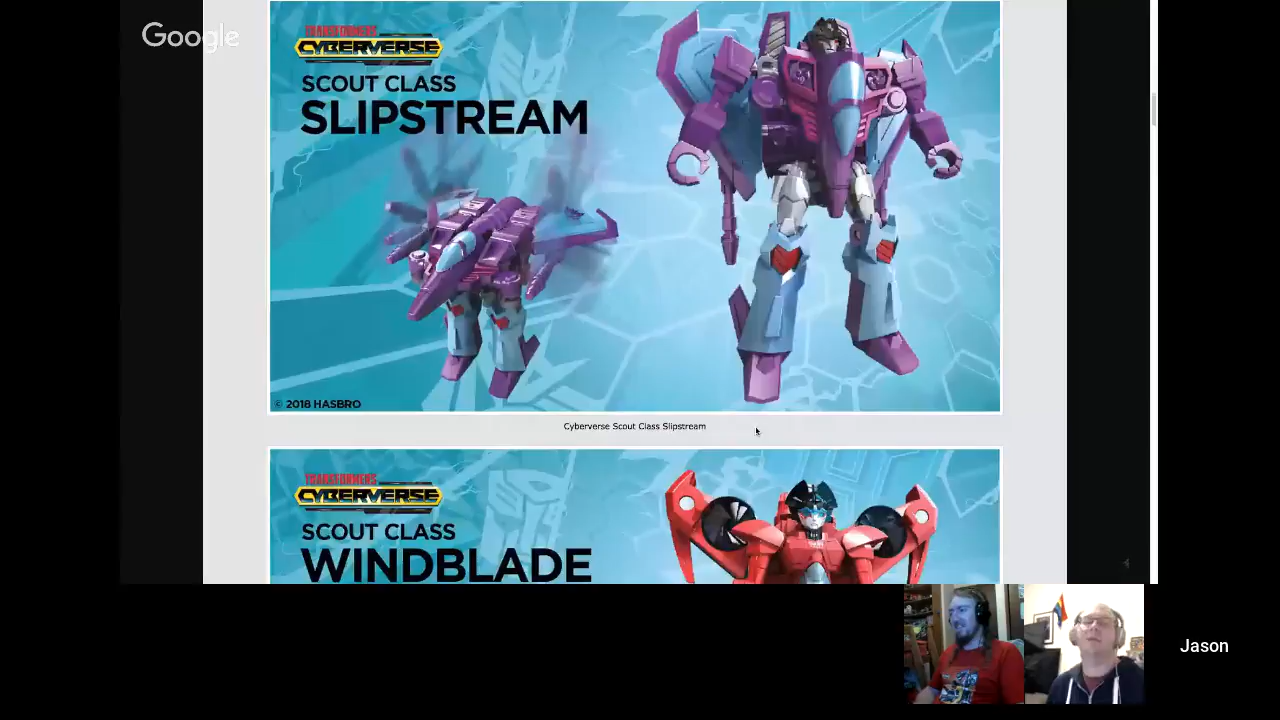 Google
TRANSFORMERS
CYBERVERSE
SCOUT CLASS
SLIPSTREAM
© 2018 HASBRO
Cyberverse Scout Class Slipstream
TRANSFORMERS
CYBERVERSE
SCOUT CLASS
WINDBLADE
Jason